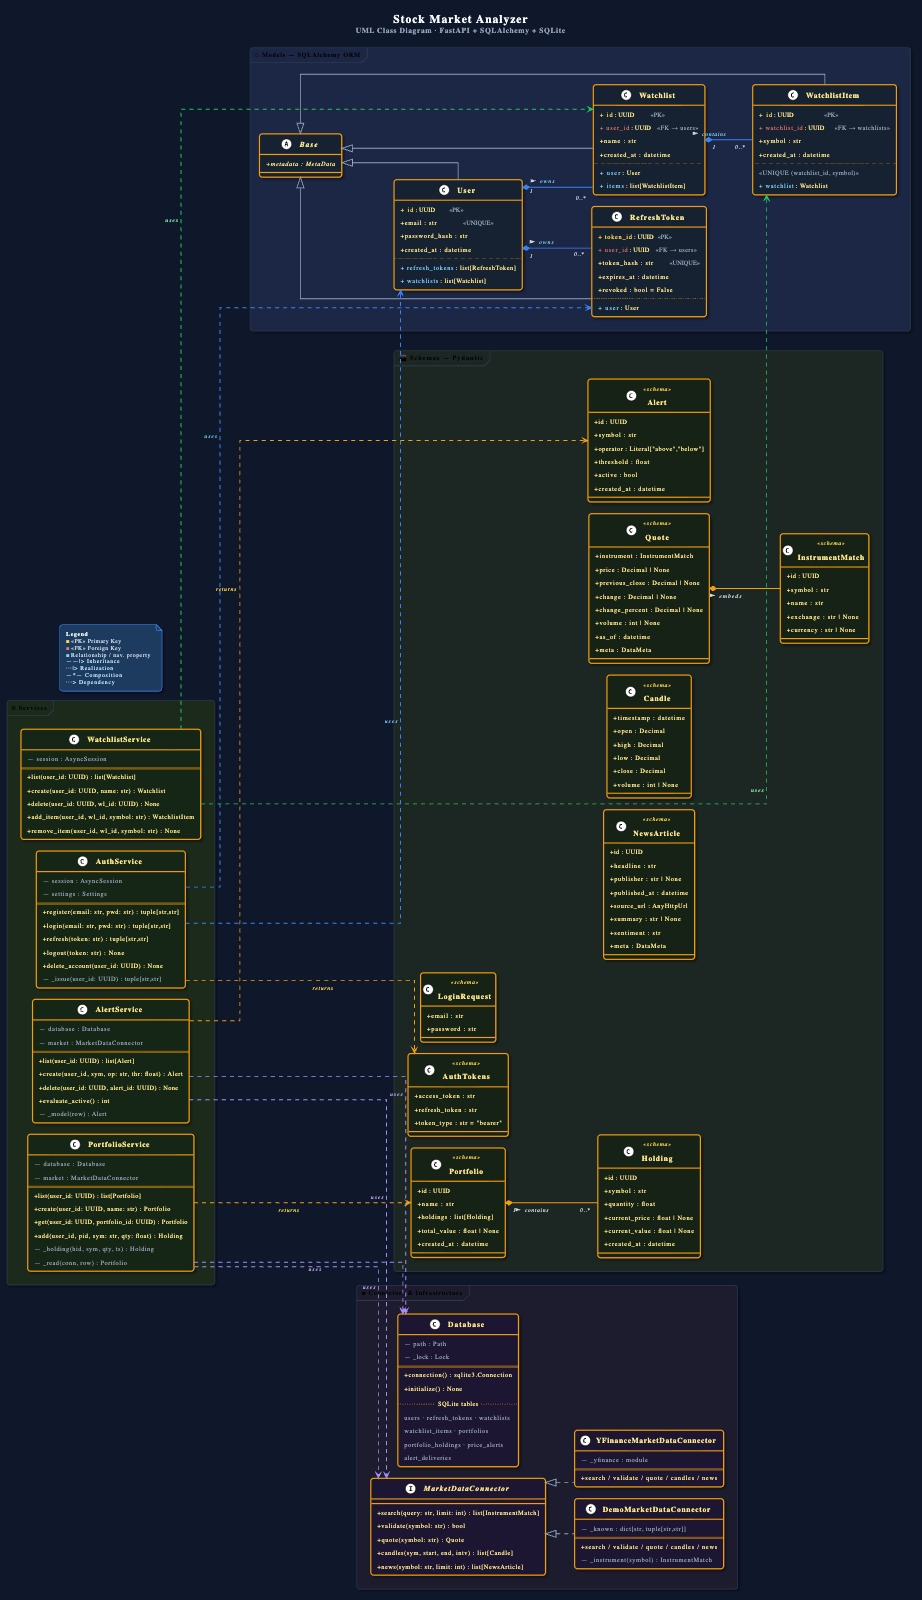 Stock Market Analyzer
UML Class Diagram · FastAPI + SQLAlchemy + SQLite
Models — SQLAlchemy ORM
C Watchlist
+ id : UUID «PK»
+ user_id : UUID «FK → users»
+name : str
+created_at : datetime
+ user : User
+ items : list[WatchlistItem]
contains
1
0..*
C WatchlistItem
+ id : UUID «PK»
+ watchlist_id : UUID «FK → watchlists»
+symbol : str
+created_at : datetime
«UNIQUE (watchlist_id, symbol)»
+ watchlist : Watchlist
A Base
+metadata : MetaData
C User
+ id : UUID «PK»
+email : str «UNIQUE»
+password_hash : str
+created_at : datetime
+ refresh_tokens : list[RefreshToken]
+ watchlists : list[Watchlist]
owns
1
0..*
owns
1
0..*
C RefreshToken
+ token_id : UUID «PK»
+ user_id : UUID «FK → users»
+token_hash : str «UNIQUE»
+expires_at : datetime
+revoked : bool = False
+ user : User
uses
uses
returns
uses
uses
Schemas — Pydantic
«schema»
C Alert
+id : UUID
+symbol : str
+operator : Literal["above","below"]
+threshold : float
+active : bool
+created_at : datetime
«schema»
C Quote
+instrument : InstrumentMatch
+price : Decimal | None
+previous_close : Decimal | None
+change : Decimal | None
+change_percent : Decimal | None
+volume : int | None
+as_of : datetime
+meta : DataMeta
embeds
«schema»
C InstrumentMatch
+id : UUID
+symbol : str
+name : str
+exchange : str | None
+currency : str | None
«schema»
C Candle
+timestamp : datetime
+open : Decimal
+high : Decimal
+low : Decimal
+close : Decimal
+volume : int | None
«schema»
C NewsArticle
+id : UUID
+headline : str
+publisher : str | None
+published_at : datetime
+source_url : AnyHttpUrl
+summary : str | None
+sentiment : str
+meta : DataMeta
Legend
«PK» Primary Key
«FK» Foreign Key
Relationship / nav. property
— —|> Inheritance
···|> Realization
— *— Composition
···> Dependency
Services
C WatchlistService
— session : AsyncSession
+list(user_id: UUID) : list[Watchlist]
+create(user_id: UUID, name: str) : Watchlist
+delete(user_id: UUID, wl_id: UUID) : None
+add_item(user_id, wl_id, symbol: str) : WatchlistItem
+remove_item(user_id, wl_id, symbol: str) : None
C AuthService
— session : AsyncSession
— settings : Settings
+register(email: str, pwd: str) : tuple[str,str]
+login(email: str, pwd: str) : tuple[str,str]
+refresh(token: str) : tuple[str,str]
+logout(token: str) : None
+delete_account(user_id: UUID) : None
— _issue(user_id: UUID) : tuple[str,str]
returns
C AlertService
— database : Database
— market : MarketDataConnector
+list(user_id: UUID) : list[Alert]
+create(user_id, sym, op: str, thr: float) : Alert
+delete(user_id: UUID, alert_id: UUID) : None
+evaluate_active() : int
— _model(row) : Alert
C PortfolioService
— database : Database
— market : MarketDataConnector
+list(user_id: UUID) : list[Portfolio]
+create(user_id: UUID, name: str) : Portfolio
+get(user_id: UUID, portfolio_id: UUID) : Portfolio
+add(user_id, pid, sym: str, qty: float) : Holding
— _holding(hid, sym, qty, ts) : Holding
— _read(conn, row) : Portfolio
returns
uses
uses
uses
uses
«schema»
C LoginRequest
+email : str
+password : str
«schema»
C AuthTokens
+access_token : str
+refresh_token : str
+token_type : str = "bearer"
«schema»
C Portfolio
+id : UUID
+name : str
+holdings : list[Holding]
+total_value : float | None
+created_at : datetime
contains
0..*
«schema»
C Holding
+id : UUID
+symbol : str
+quantity : float
+current_price : float | None
+current_value : float | None
+created_at : datetime
& Infrastructure
C Database
— path : Path
— _lock : Lock
+connection() : sqlite3.Connection
+initialize() : None
SQLite tables
users · refresh_tokens · watchlists
watchlist_items · portfolios
portfolio_holdings · price_alerts
alert_deliveries
I MarketDataConnector
+search(query: str, limit: int) : list[InstrumentMatch]
+validate(symbol: str) : bool
+quote(symbol: str) : Quote
+candles(sym, start, end, intv) : list[Candle]
+news(symbol: str, limit: int) : list[NewsArticle]
C YFinanceMarketDataConnector
— _yfinance : module
+search / validate / quote / candles / news
C DemoMarketDataConnector
— _known : dict[str, tuple[str,str]]
+search / validate / quote / candles / news
— _instrument(symbol) : InstrumentMatch